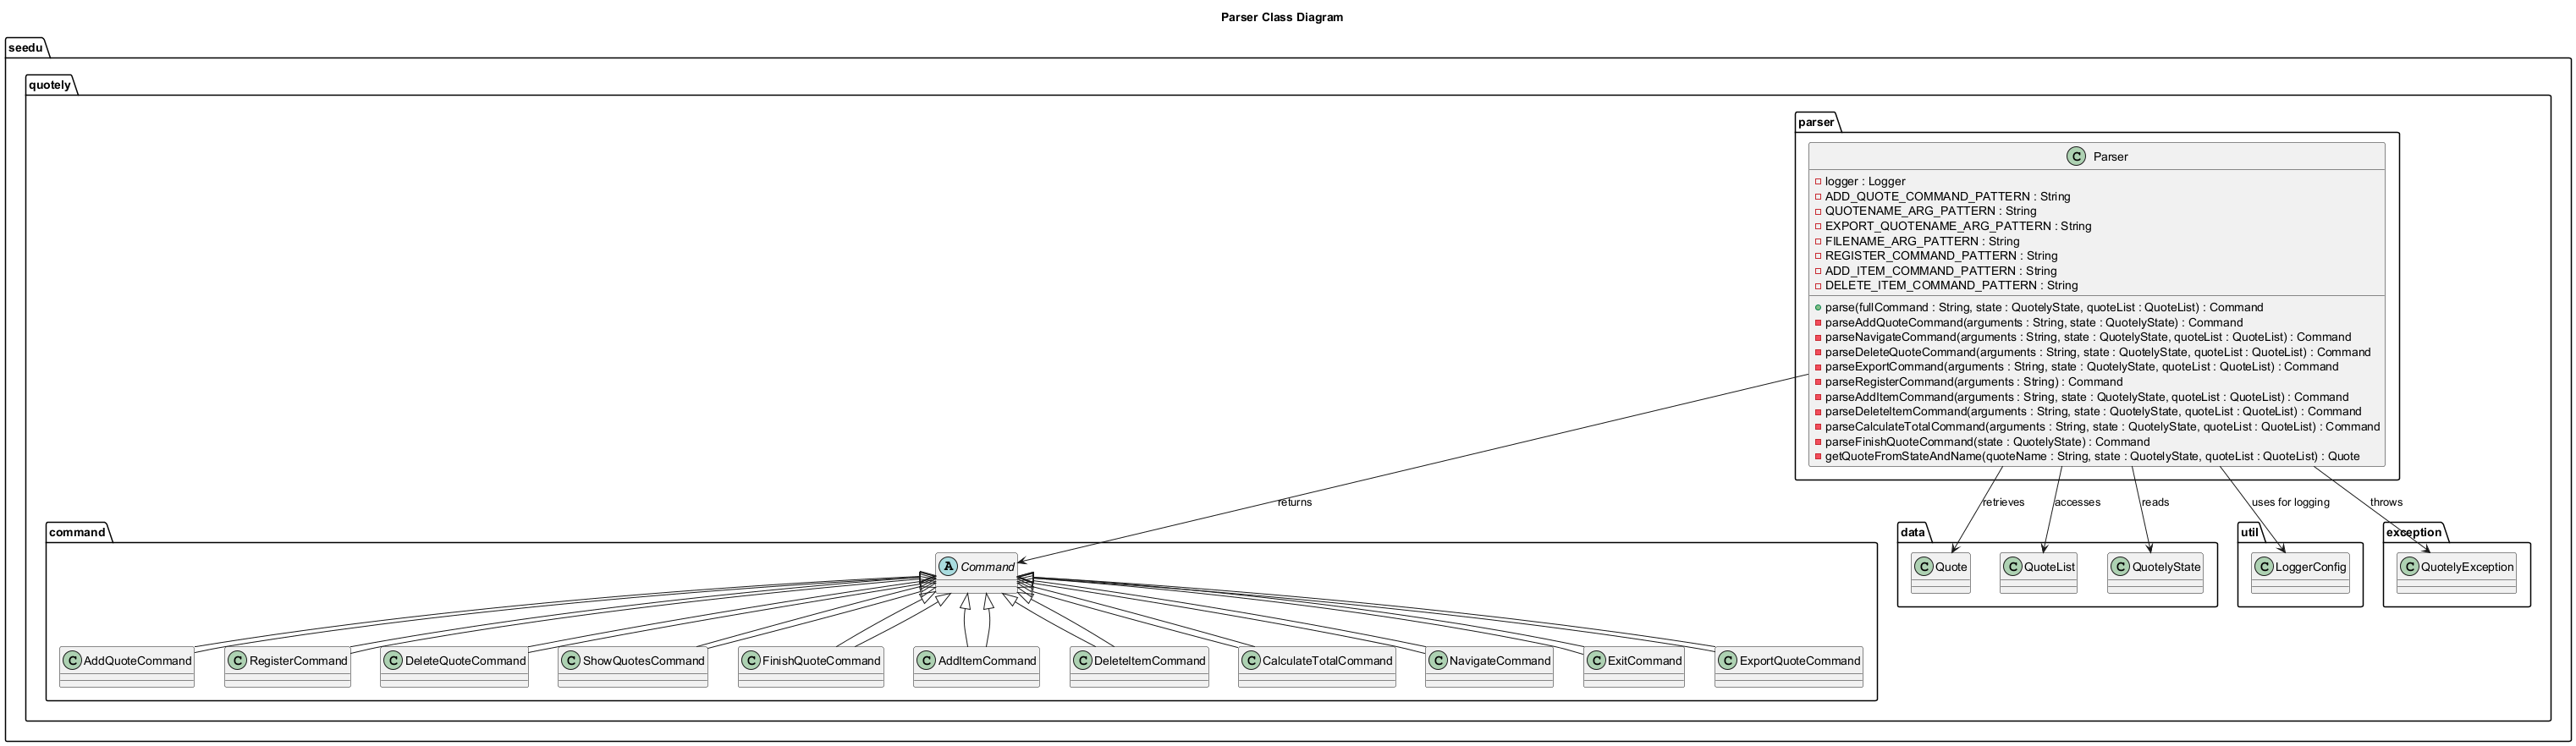 Parser Class Diagram
seedu
quotely
parser
C Parser
logger : Logger
ADD_QUOTE_COMMAND_PATTERN : String
QUOTENAME_ARG_PATTERN : String
EXPORT_QUOTENAME_ARG_PATTERN : String
FILENAME_ARG_PATTERN : String
REGISTER_COMMAND_PATTERN : String
ADD_ITEM_COMMAND_PATTERN : String
DELETE_ITEM_COMMAND_PATTERN : String
parse(fullCommand : String, state : QuotelyState, quoteList : QuoteList) : Command
parseAddQuoteCommand(arguments : String, state : QuotelyState) : Command
parseNavigateCommand(arguments : String, state : QuotelyState, quoteList : QuoteList) : Command
parseDeleteQuoteCommand(arguments : String, state : QuotelyState, quoteList : QuoteList) : Command
parseExportCommand(arguments : String, state : QuotelyState, quoteList : QuoteList) : Command
parseRegisterCommand(arguments : String) : Command
parseAddItemCommand(arguments : String, state : QuotelyState, quoteList : QuoteList) : Command
parseDeleteItemCommand(arguments : String, state : QuotelyState, quoteList : QuoteList) : Command
parseCalculateTotalCommand(arguments : String, state : QuotelyState, quoteList : QuoteList) : Command
parseFinishQuoteCommand(state : QuotelyState) : Command
getQuoteFromStateAndName(quoteName : String, state : QuotelyState, quoteList : QuoteList) : Quote
returns
retrieves
accesses
reads
uses for logging
throws
command
data
util
exception
A Command
C Quote
C QuoteList
C QuotelyState
C LoggerConfig
C QuotelyException
C AddQuoteCommand
C RegisterCommand
C DeleteQuoteCommand
C ShowQuotesCommand
C FinishQuoteCommand
C AddItemCommand
C DeleteItemCommand
C CalculateTotalCommand
C NavigateCommand
C ExitCommand
C ExportQuoteCommand